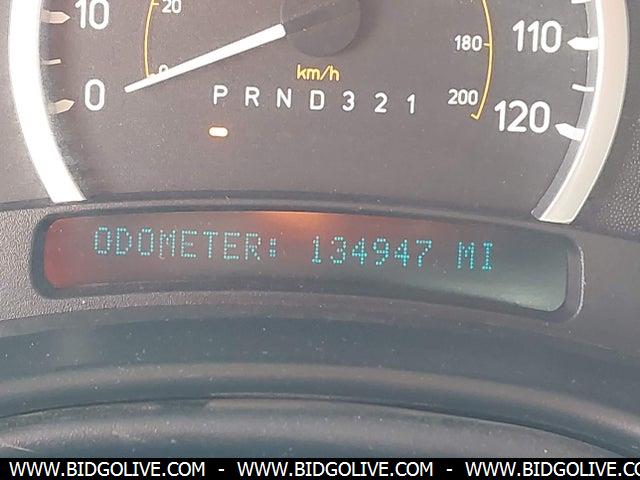 10 20 180 110
0 0 km/h 200 120
P R N D 3 2 1
ODOMETER: 134947 MI
WWW.BIDGOLIVE.COM - WWW.BIDGOLIVE.COM - WWW.BIDGOLIVE.COM